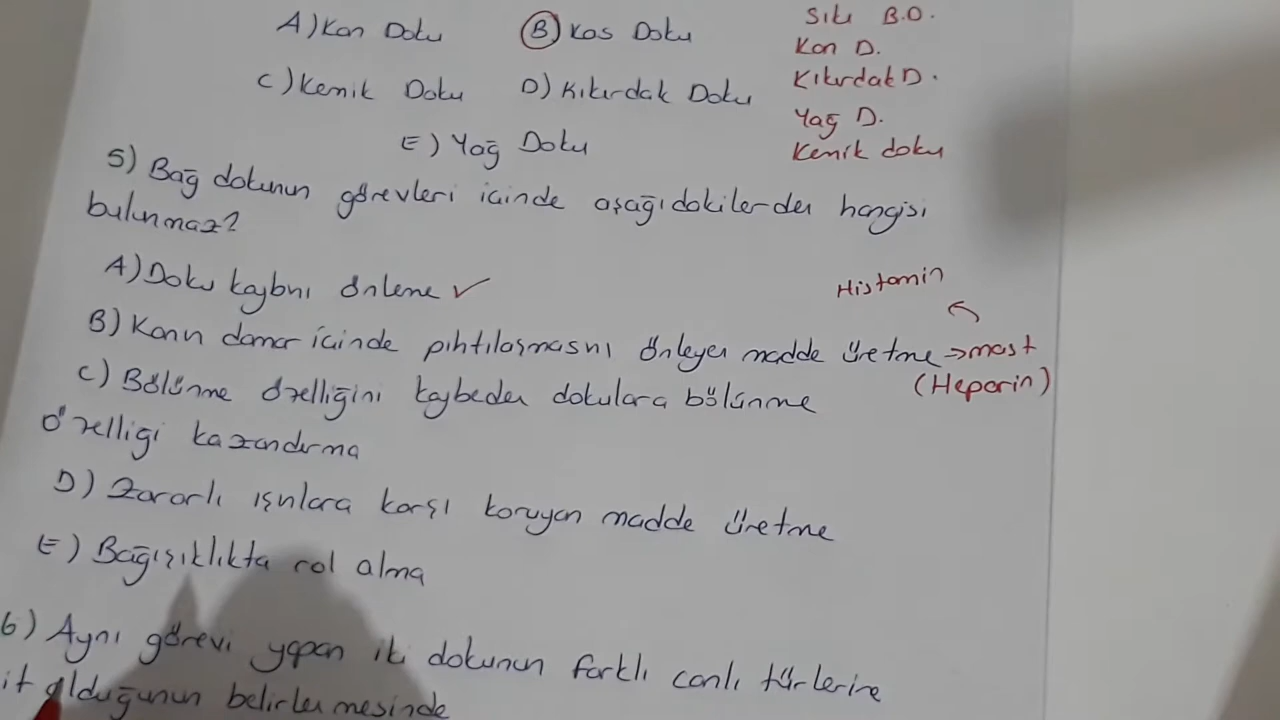 A) Kan Doku B) Kas Doku
C) Kemik Doku D) Kıkırdak Doku
E) Yağ Doku
Sıkı B.D.
Kan D.
Kıkırdak D.
Yağ D.
Kemik doku
5) Bağ dokunun görevleri içinde aşağıdakilerden hangisi
bulunmaz?
A) Doku kaybını önleme ✓
Histamin
B) Kanın damar içinde pıhtılaşmasını önleyen madde üretme → mast
(Heparin)
C) Bölünme özelliğini kaybeden dokulara bölünme
özelliği kazandırma
D) Zararlı ışınlara karşı koruyan madde üretme
E) Bağışıklıkta rol alma
6) Aynı görevi yapan iki dokunun farklı canlı türlerine
it olduğunun belirlenmesinde